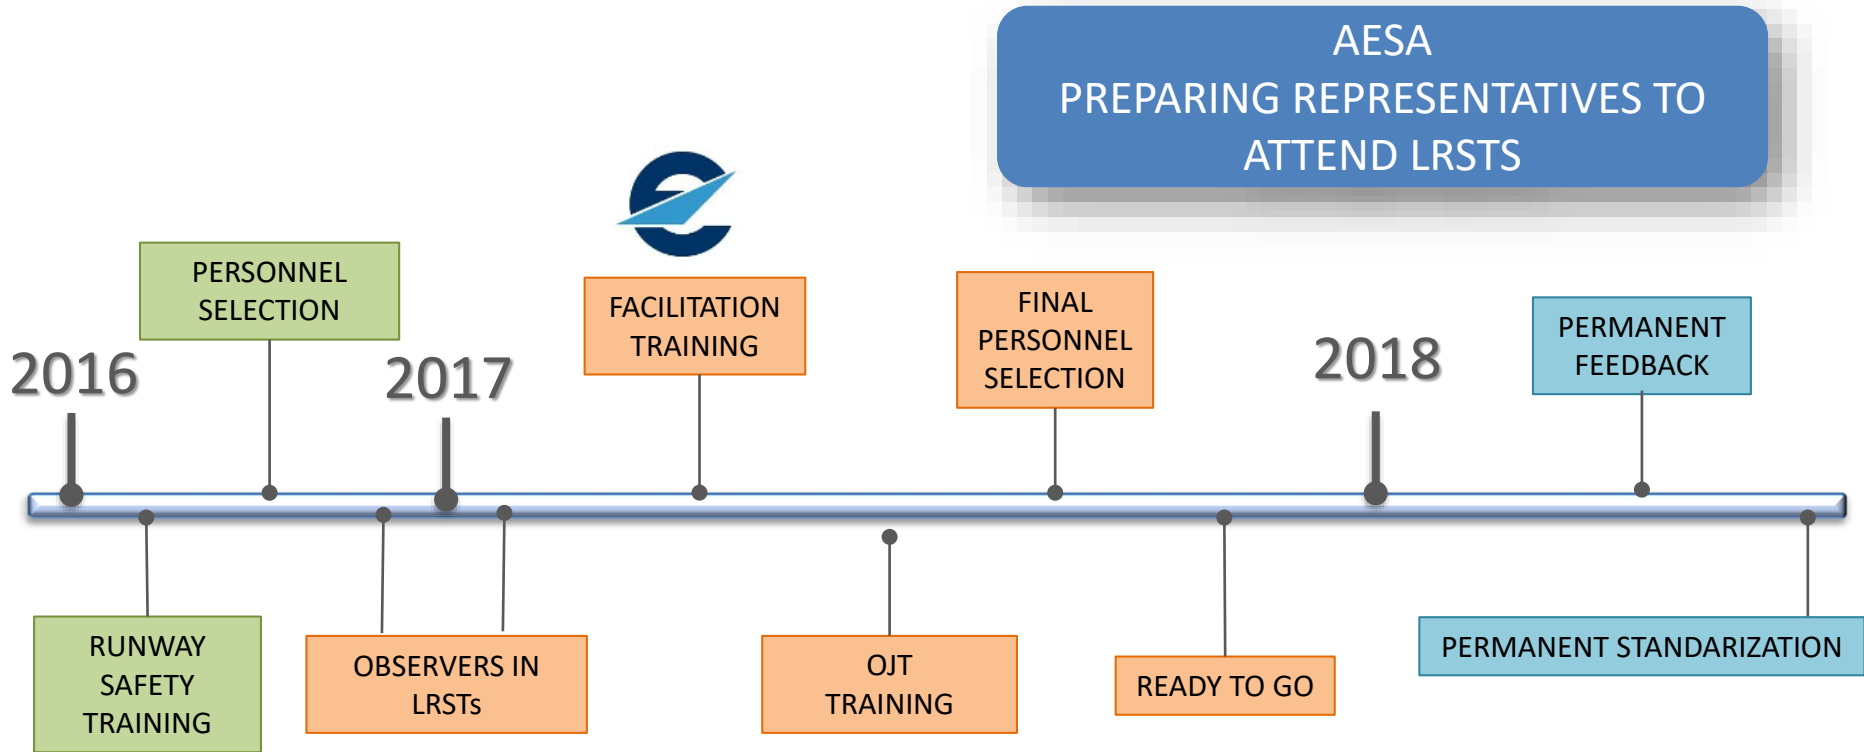 AESA
PREPARING REPRESENTATIVES TO
ATTEND LRSTS
PERSONNEL
SELECTION
FACILITATION
TRAINING
FINAL
PERSONNEL
SELECTION
PERMANENT
FEEDBACK
2016
2017
2018
RUNWAY
SAFETY
TRAINING
OBSERVERS IN
LRSTs
OJT
TRAINING
READY TO GO
PERMANENT STANDARIZATION